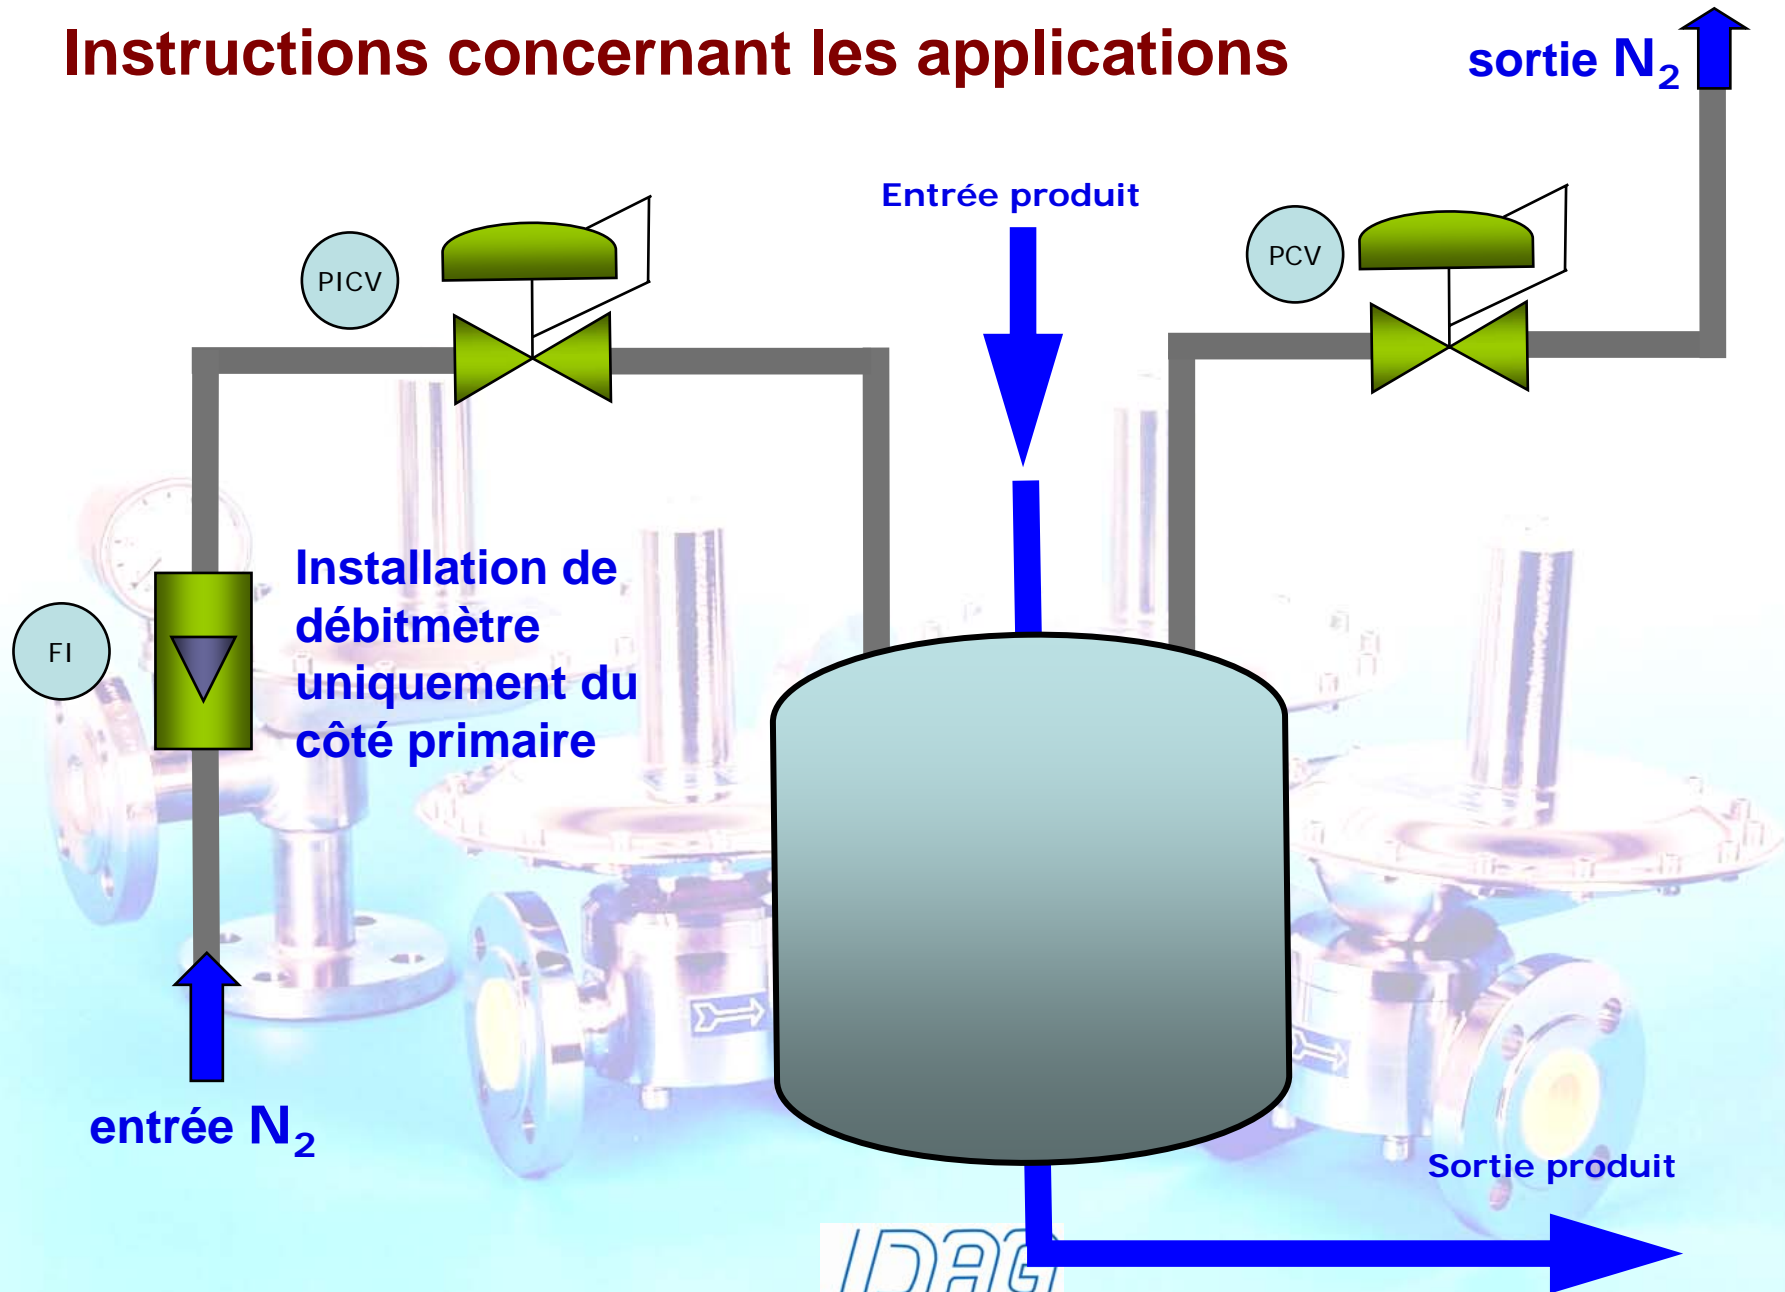 Instructions concernant les applications
sortie N₂
Entrée produit
PICV
PCV
Installation de
débitmètre
uniquement du
côté primaire
FI
entrée N₂
Sortie produit
IDAG